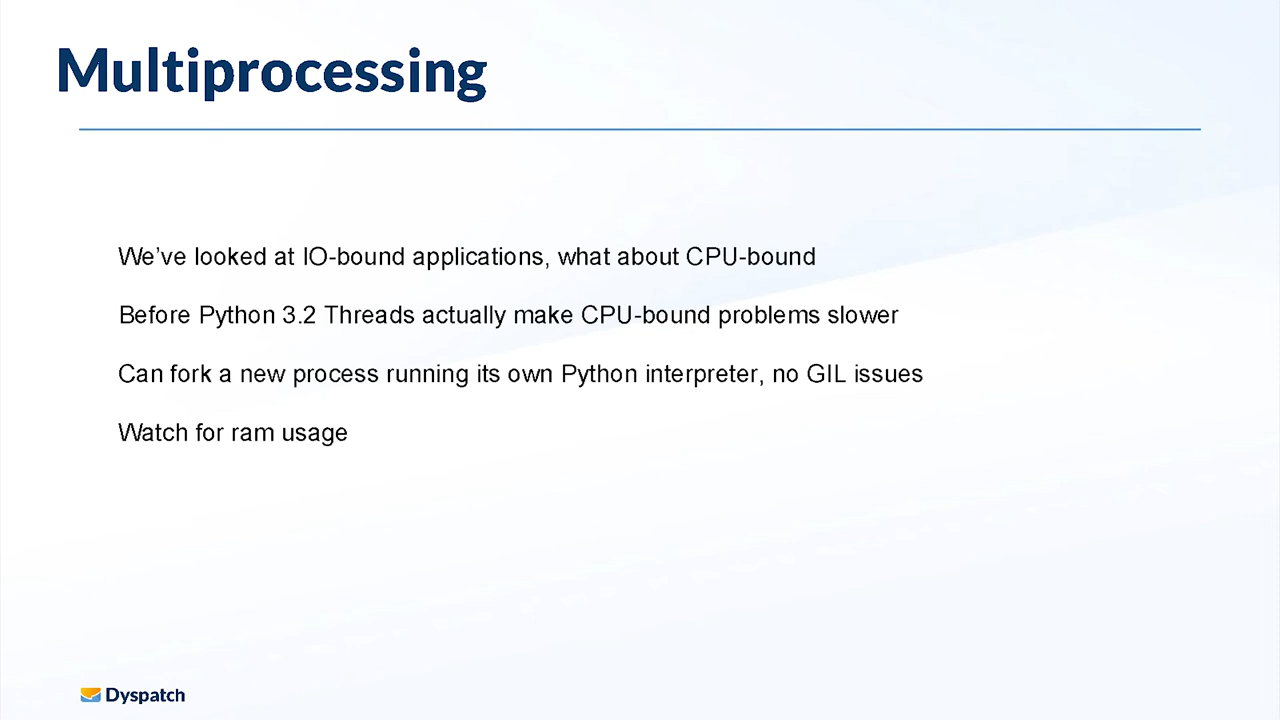 Multiprocessing
We’ve looked at IO-bound applications, what about CPU-bound
Before Python 3.2 Threads actually make CPU-bound problems slower
Can fork a new process running its own Python interpreter, no GIL issues
Watch for ram usage
Dyspatch